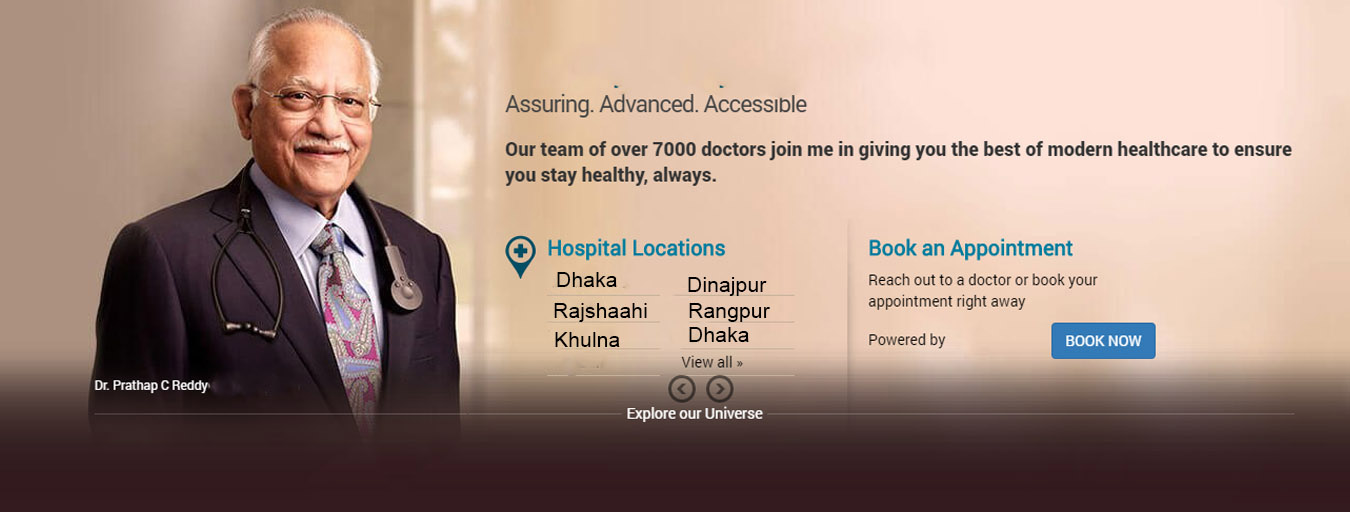 Assuring. Advanced. Accessible
Our team of over 7000 doctors join me in giving you the best of modern healthcare to ensure
you stay healthy, always.
Hospital Locations
Dhaka
Dinajpur
Rajshaahi
Rangpur
Khulna
Dhaka
View all »
Book an Appointment
Reach out to a doctor or book your
appointment right away
Powered by
BOOK NOW
Dr. Prathap C Reddy
Explore our Universe